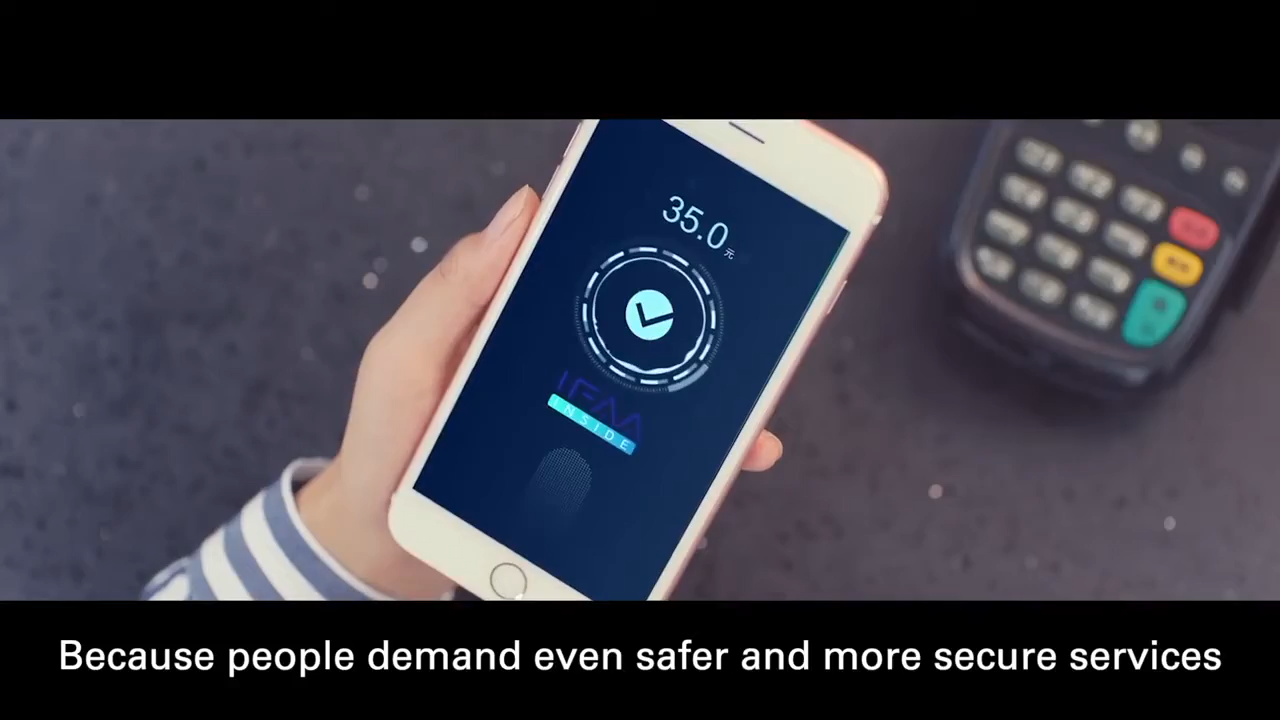 35.0元
IFAA
INSIDE
Because people demand even safer and more secure services